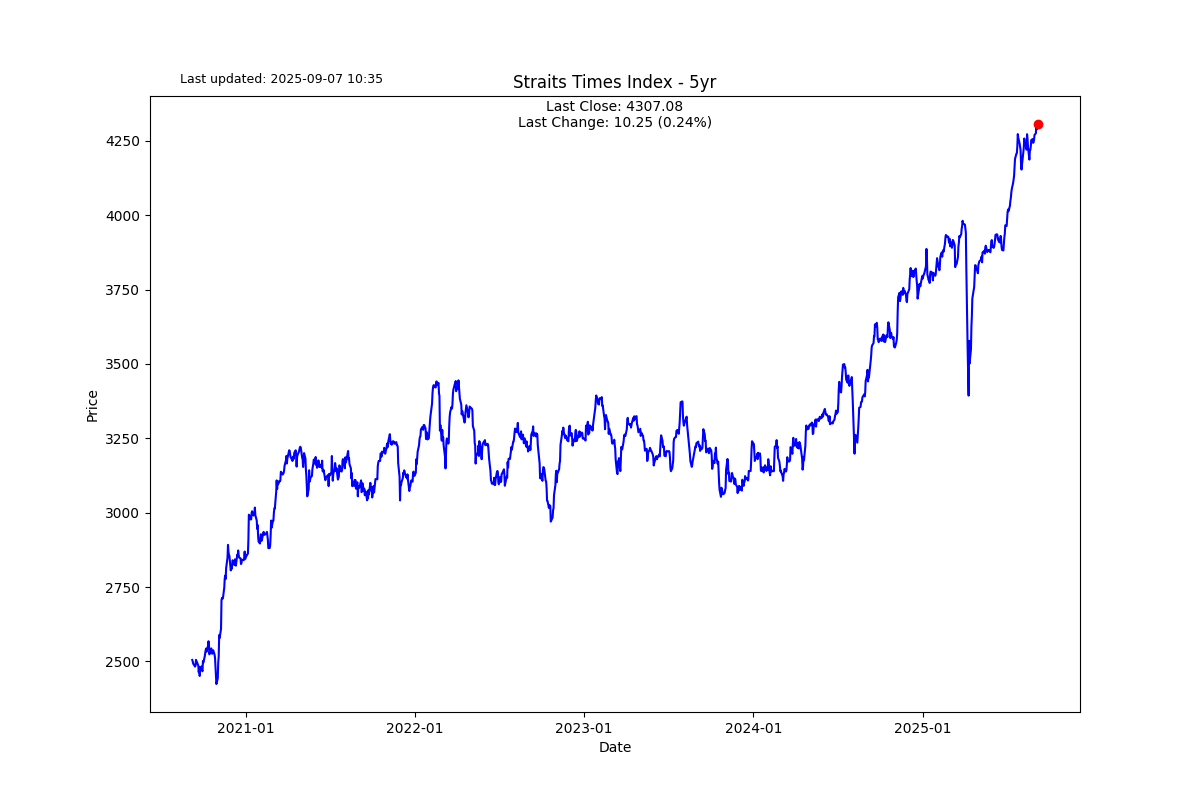 Last updated: 2025-09-07 10:35
Straits Times Index - 5yr
Last Close: 4307.08
Last Change: 10.25 (0.24%)
4250
4000
3750
3500
3250
3000
2750
2500
Price
2021-01
2022-01
2023-01
2024-01
2025-01
Date